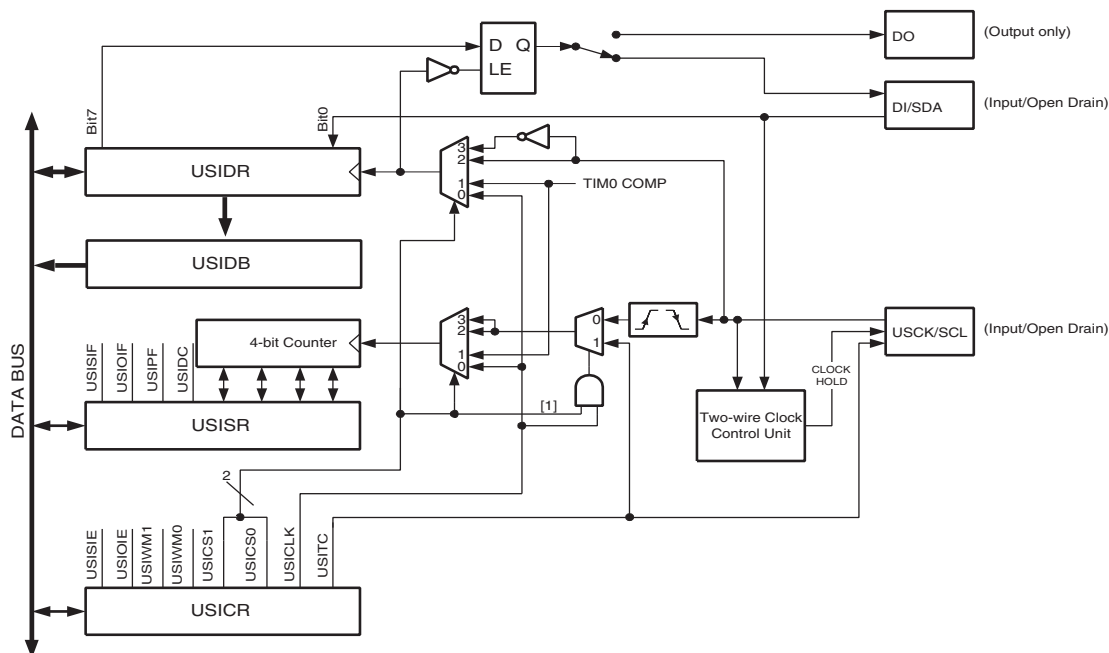 D Q
LE
DO
(Output only)
DI/SDA
(Input/Open Drain)
Bit7
Bit0
USIDR
3
2
1
0
TIM0 COMP
USIDB
DATA BUS
4-bit Counter
3
2
1
0
0
1
USCK/SCL
(Input/Open Drain)
CLOCK
HOLD
USISIF
USIOIF
USIPF
USIDC
[1]
USISR
Two-wire Clock
Control Unit
2
USISIE
USIOIE
USIWM1
USIWM0
USICS1
USICS0
USICLK
USITC
USICR